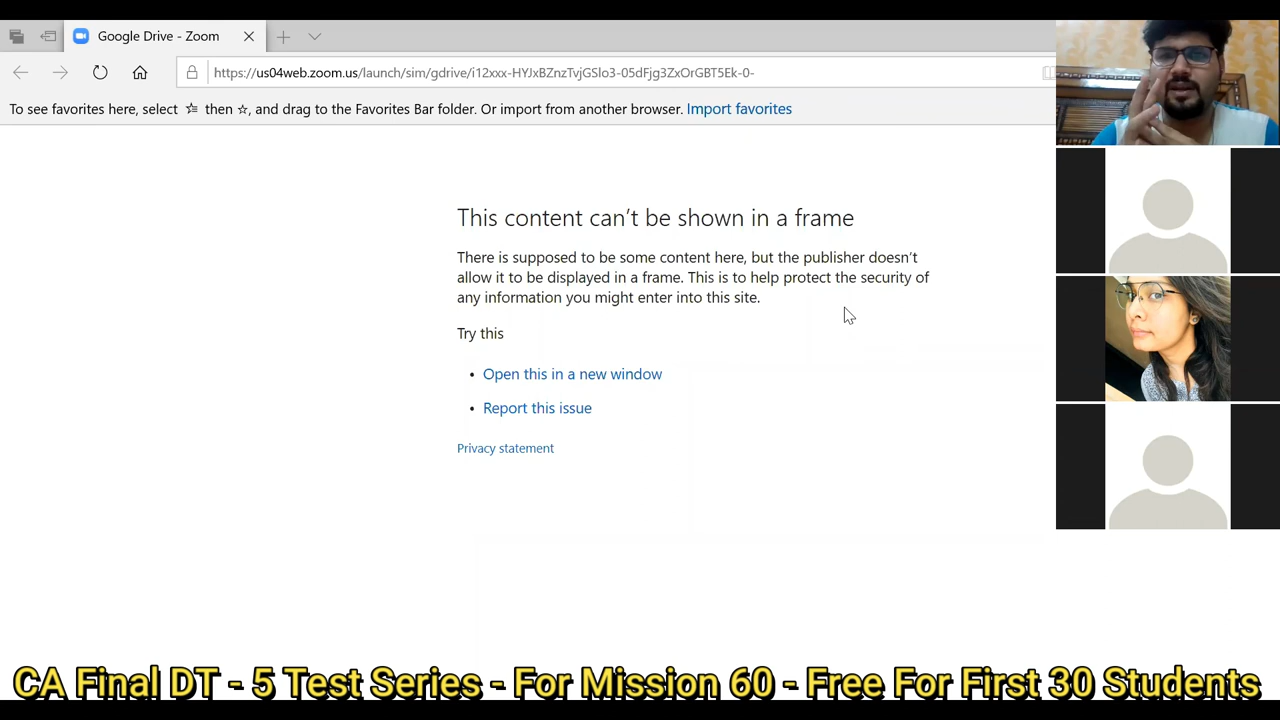 Google Drive - Zoom
https://us04web.zoom.us/launch/sim/gdrive/i12xxx-HYJxBZnzTvjGSlo3-05dFjg3ZxOrGBT5Ek-0-
To see favorites here, select then, and drag to the Favorites Bar folder. Or import from another browser. Import favorites
This content can’t be shown in a frame
There is supposed to be some content here, but the publisher doesn’t
allow it to be displayed in a frame. This is to help protect the security of
any information you might enter into this site.
Try this
• Open this in a new window
• Report this issue
Privacy statement
CA Final DT - 5 Test Series - For Mission 60 - Free For First 30 Students